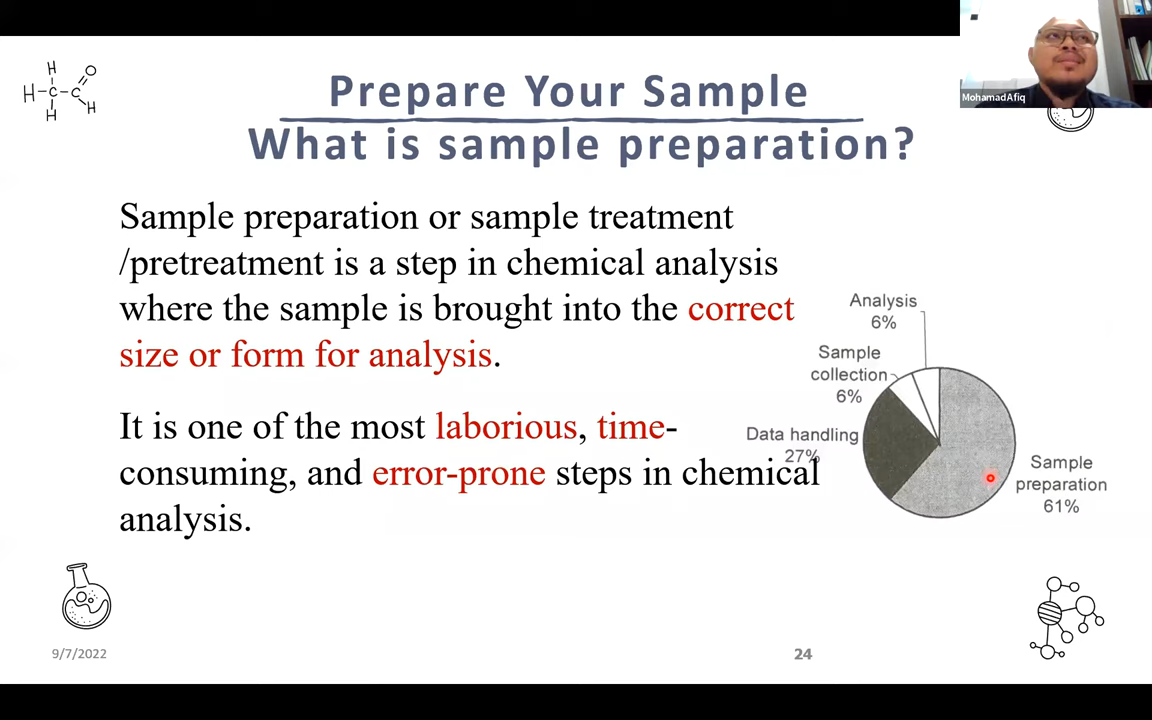 MohamadAfiq
H
H-C-C
O
H
H
Prepare Your Sample
What is sample preparation?
Sample preparation or sample treatment
/pretreatment is a step in chemical analysis
where the sample is brought into the correct
size or form for analysis.
It is one of the most laborious, time-
consuming, and error-prone steps in chemical
analysis.
Analysis
6%
Sample
collection
6%
Data handling
27%
Sample
preparation
61%
9/7/2022
24